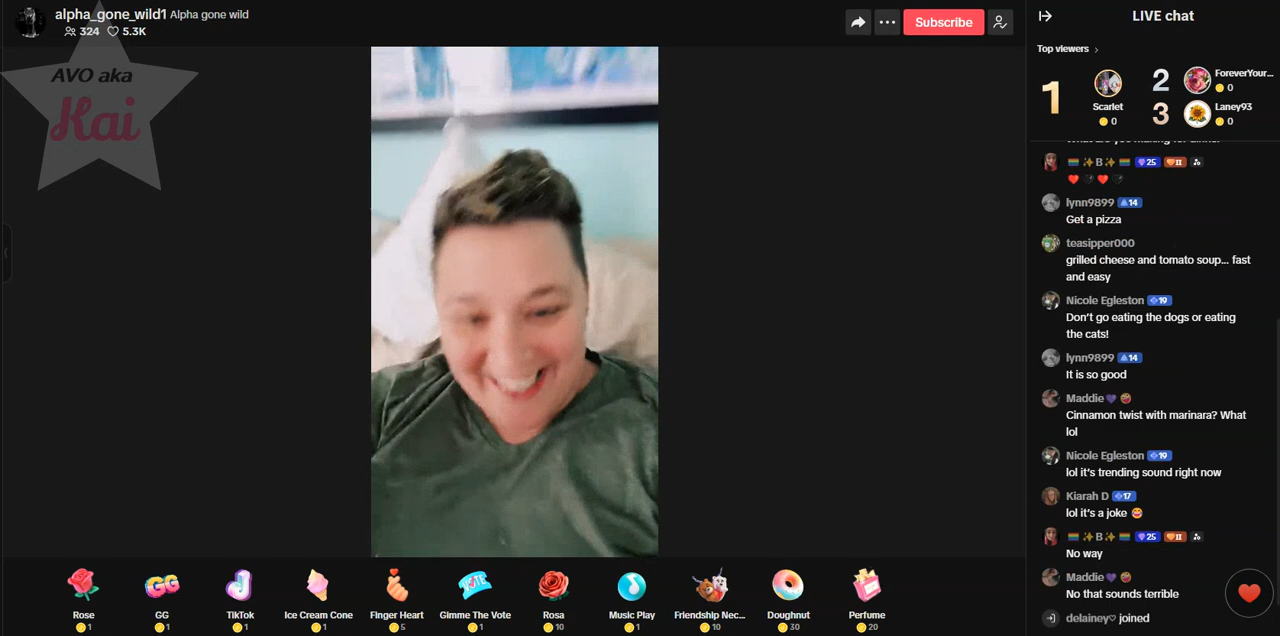 alpha_gone_wild1 Alpha gone wild
324 5.3K
Subscribe
AVO aka
Kai
LIVE chat
Top viewers
1
Scarlet
0
2
ForeverYour...
0
3
Laney93
0
B 25 II
lynn9899 14
Get a pizza
teasipper000
grilled cheese and tomato soup... fast
and easy
Nicole Egleston 19
Don't go eating the dogs or eating
the cats!
lynn9899 14
It is so good
Maddie
Cinnamon twist with marinara? What
lol
Nicole Egleston 19
lol it's trending sound right now
Kiarah D 17
lol it's a joke
B 25 II
No way
Maddie
No that sounds terrible
delainey♡ joined
GG
VOTE
Rose GG TikTok Ice Cream Cone Finger Heart Gimme The Vote Rosa Music Play Friendship Nec... Doughnut Perfume
1 1 1 1 5 1 10 1 10 30 20